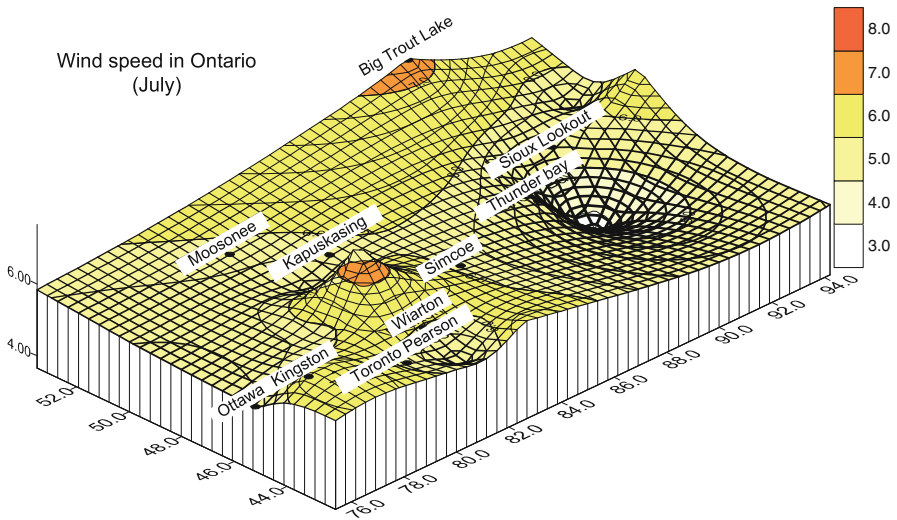 Wind speed in Ontario
(July)
Big Trout Lake
Sioux Lookout
Thunder bay
Moosonee
Kapuskasing
Simcoe
Wiarton
Toronto Pearson
Ottawa Kingston
6.00
4.00
52.0
50.0
48.0
46.0
44.0
76.0
78.0
80.0
82.0
84.0
86.0
88.0
90.0
92.0
94.0
8.0
7.0
6.0
5.0
4.0
3.0